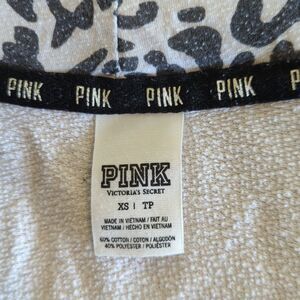 PINK PINK PINK PINK PINK
PINK
VICTORIA'S SECRET
XS | TP
MADE IN VIETNAM / FAIT AU
VIETNAM / HECHO EN VIETNAM
60% COTTON / COTON / ALGODÓN
40% POLYESTER / POLIÉSTER